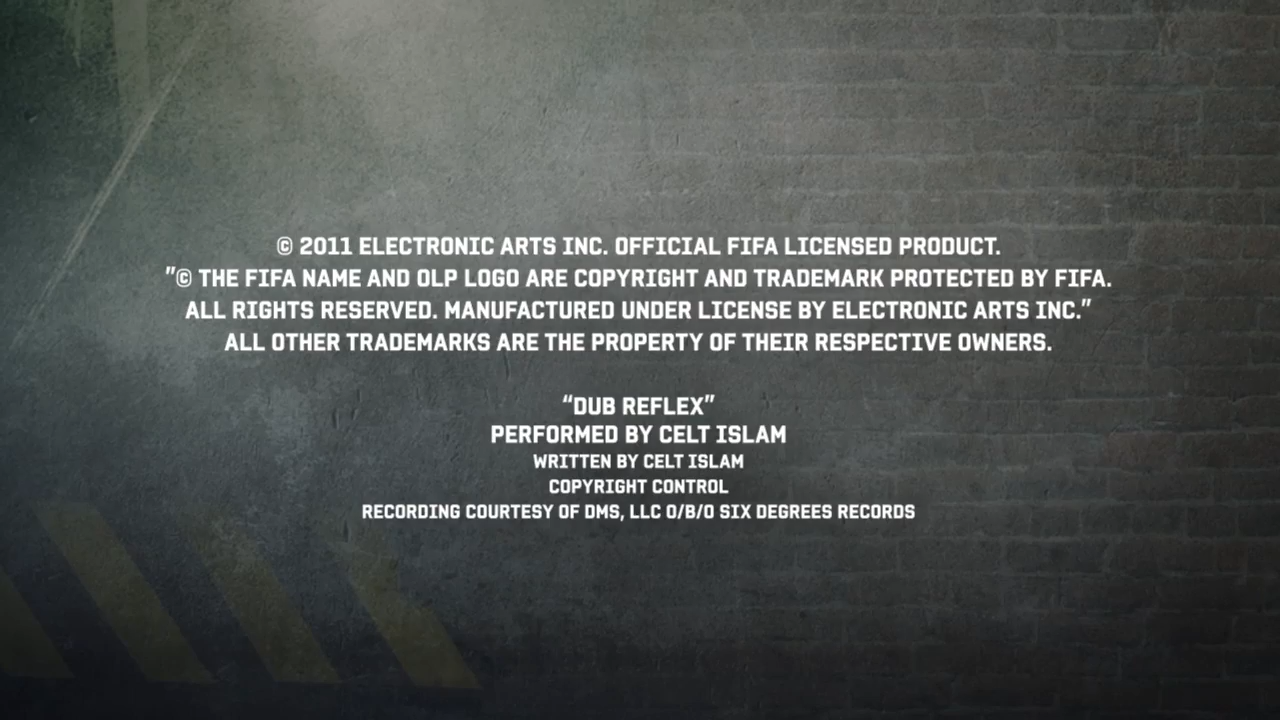 © 2011 ELECTRONIC ARTS INC. OFFICIAL FIFA LICENSED PRODUCT.
"© THE FIFA NAME AND OLP LOGO ARE COPYRIGHT AND TRADEMARK PROTECTED BY FIFA.
ALL RIGHTS RESERVED. MANUFACTURED UNDER LICENSE BY ELECTRONIC ARTS INC."
ALL OTHER TRADEMARKS ARE THE PROPERTY OF THEIR RESPECTIVE OWNERS.
“DUB REFLEX”
PERFORMED BY CELT ISLAM
WRITTEN BY CELT ISLAM
COPYRIGHT CONTROL
RECORDING COURTESY OF DMS, LLC O/B/O SIX DEGREES RECORDS